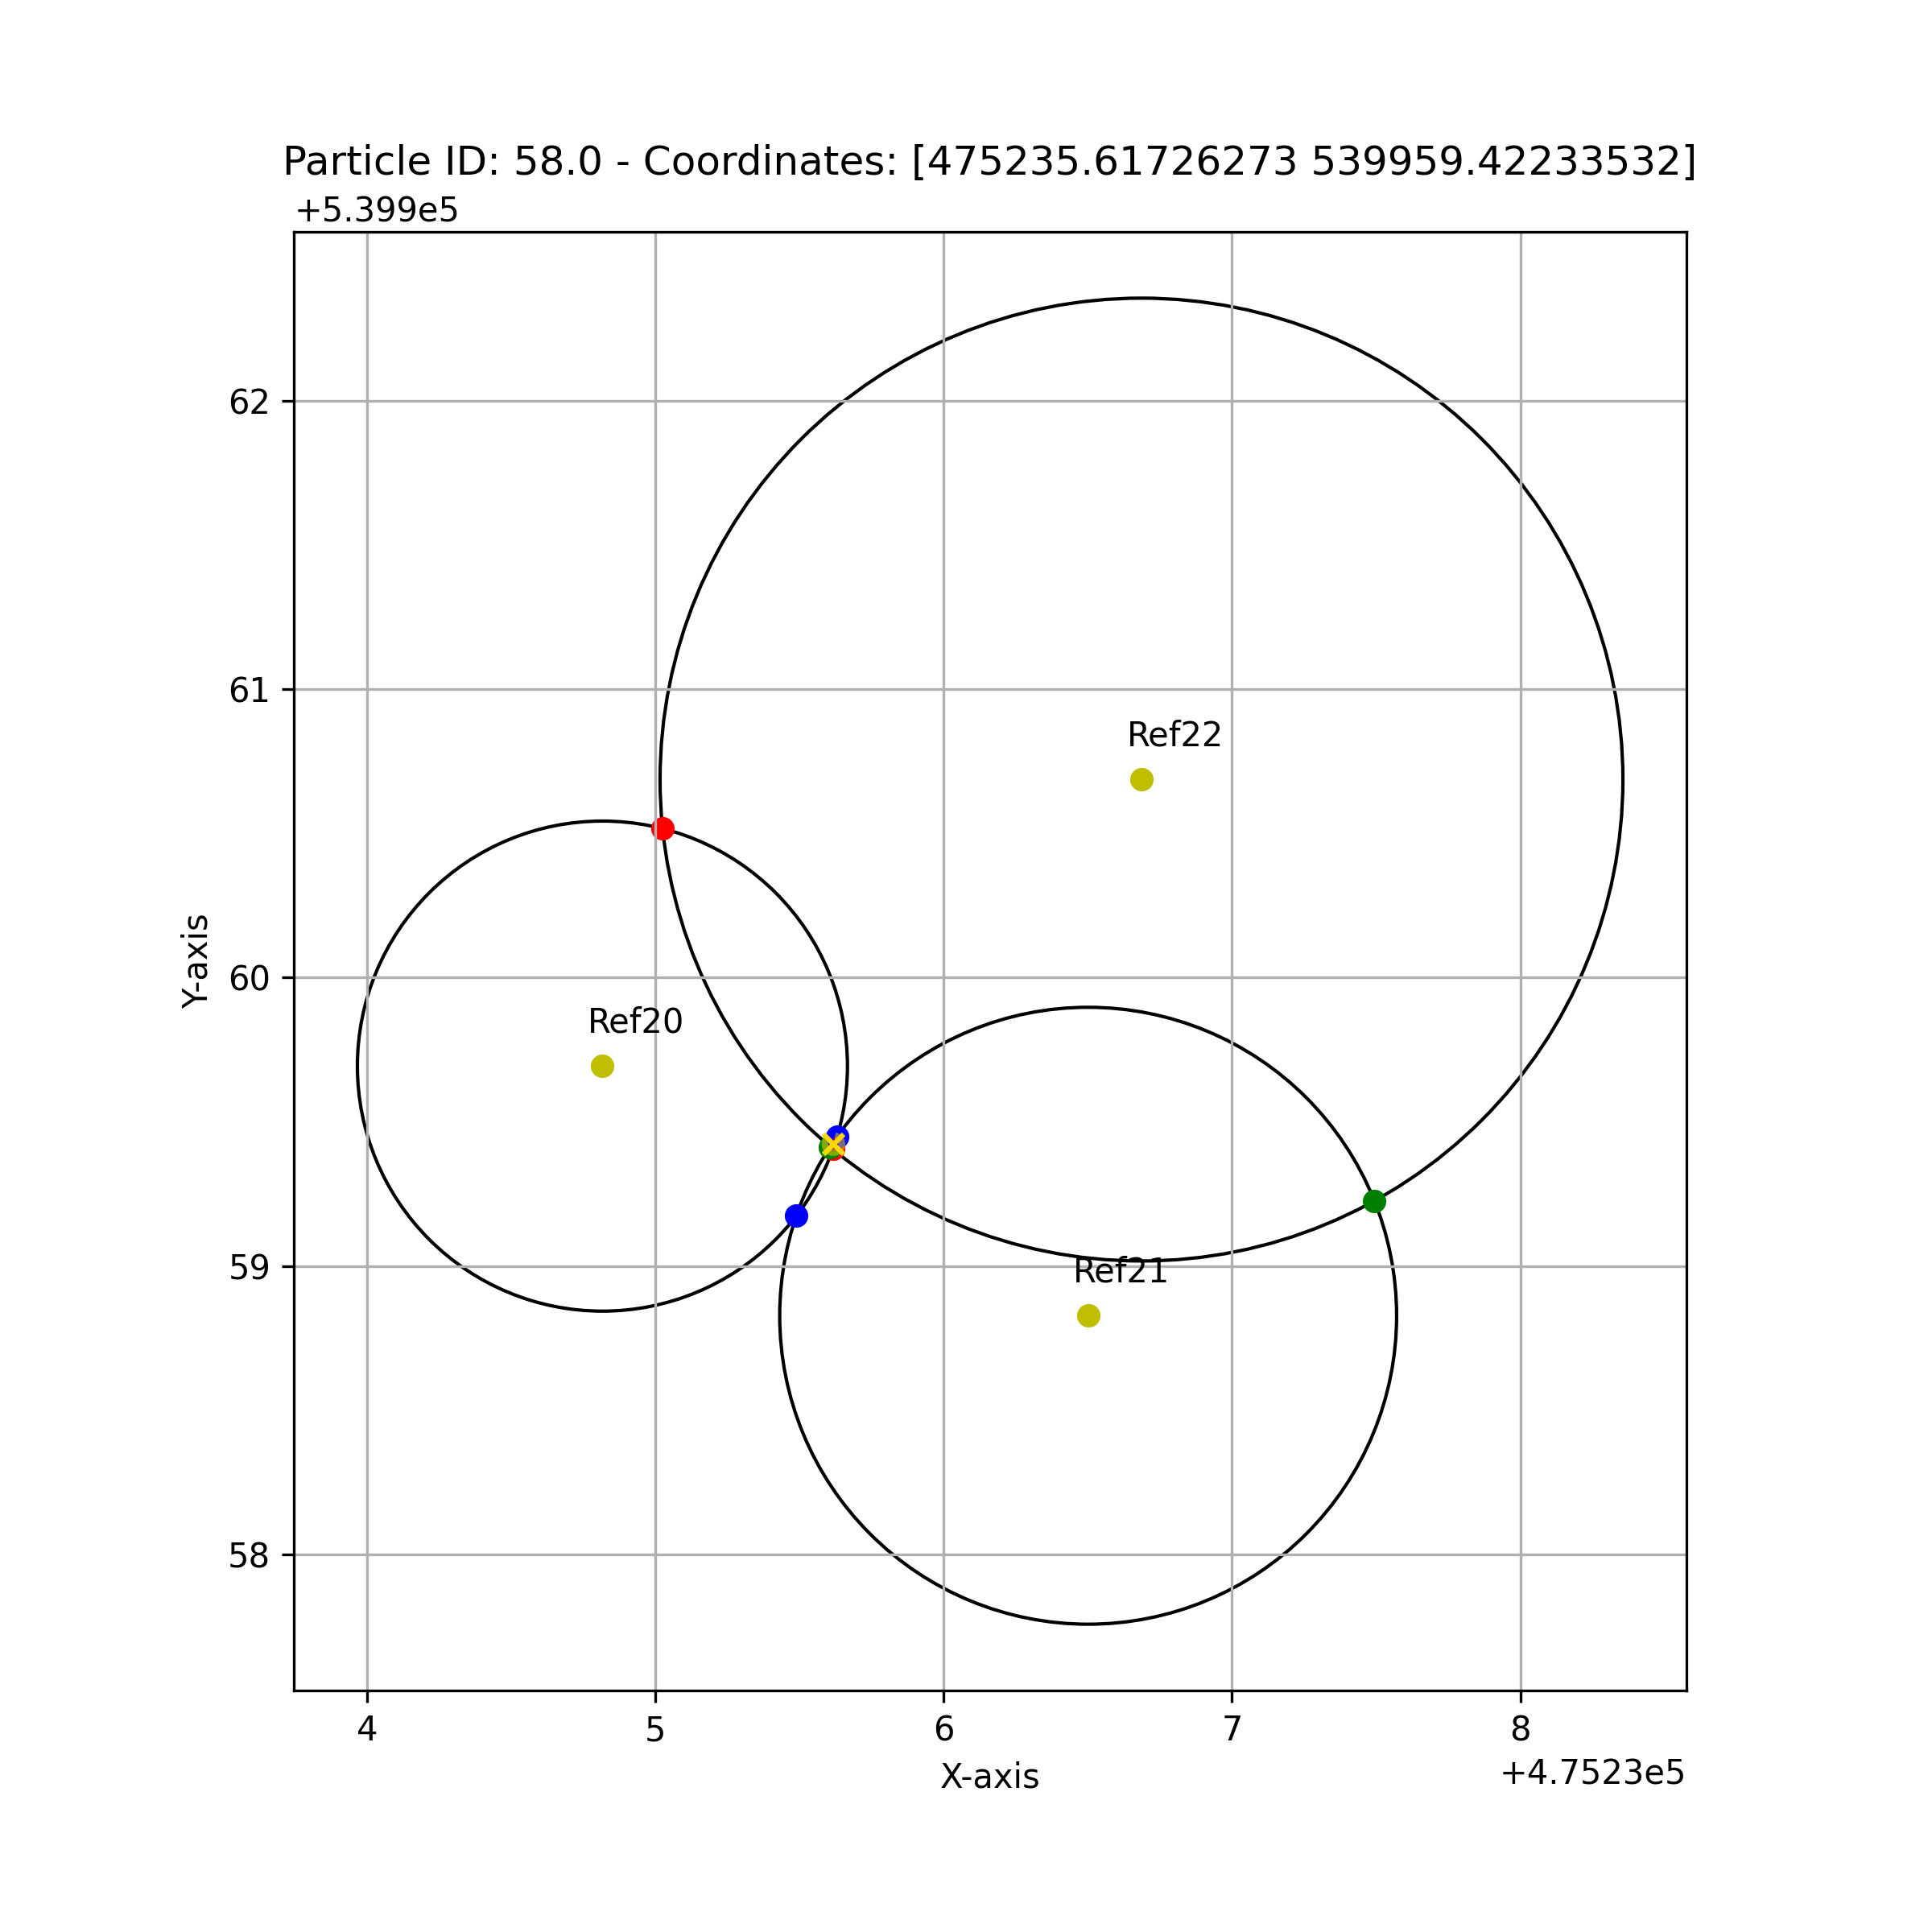 Particle ID: 58.0 - Coordinates: [475235.61726273 539959.42233532]
+5.399e5
62
61
Ref22
60
Y-axis
Ref20
59
Ref21
58
4 5 6 7 8
X-axis
+4.7523e5